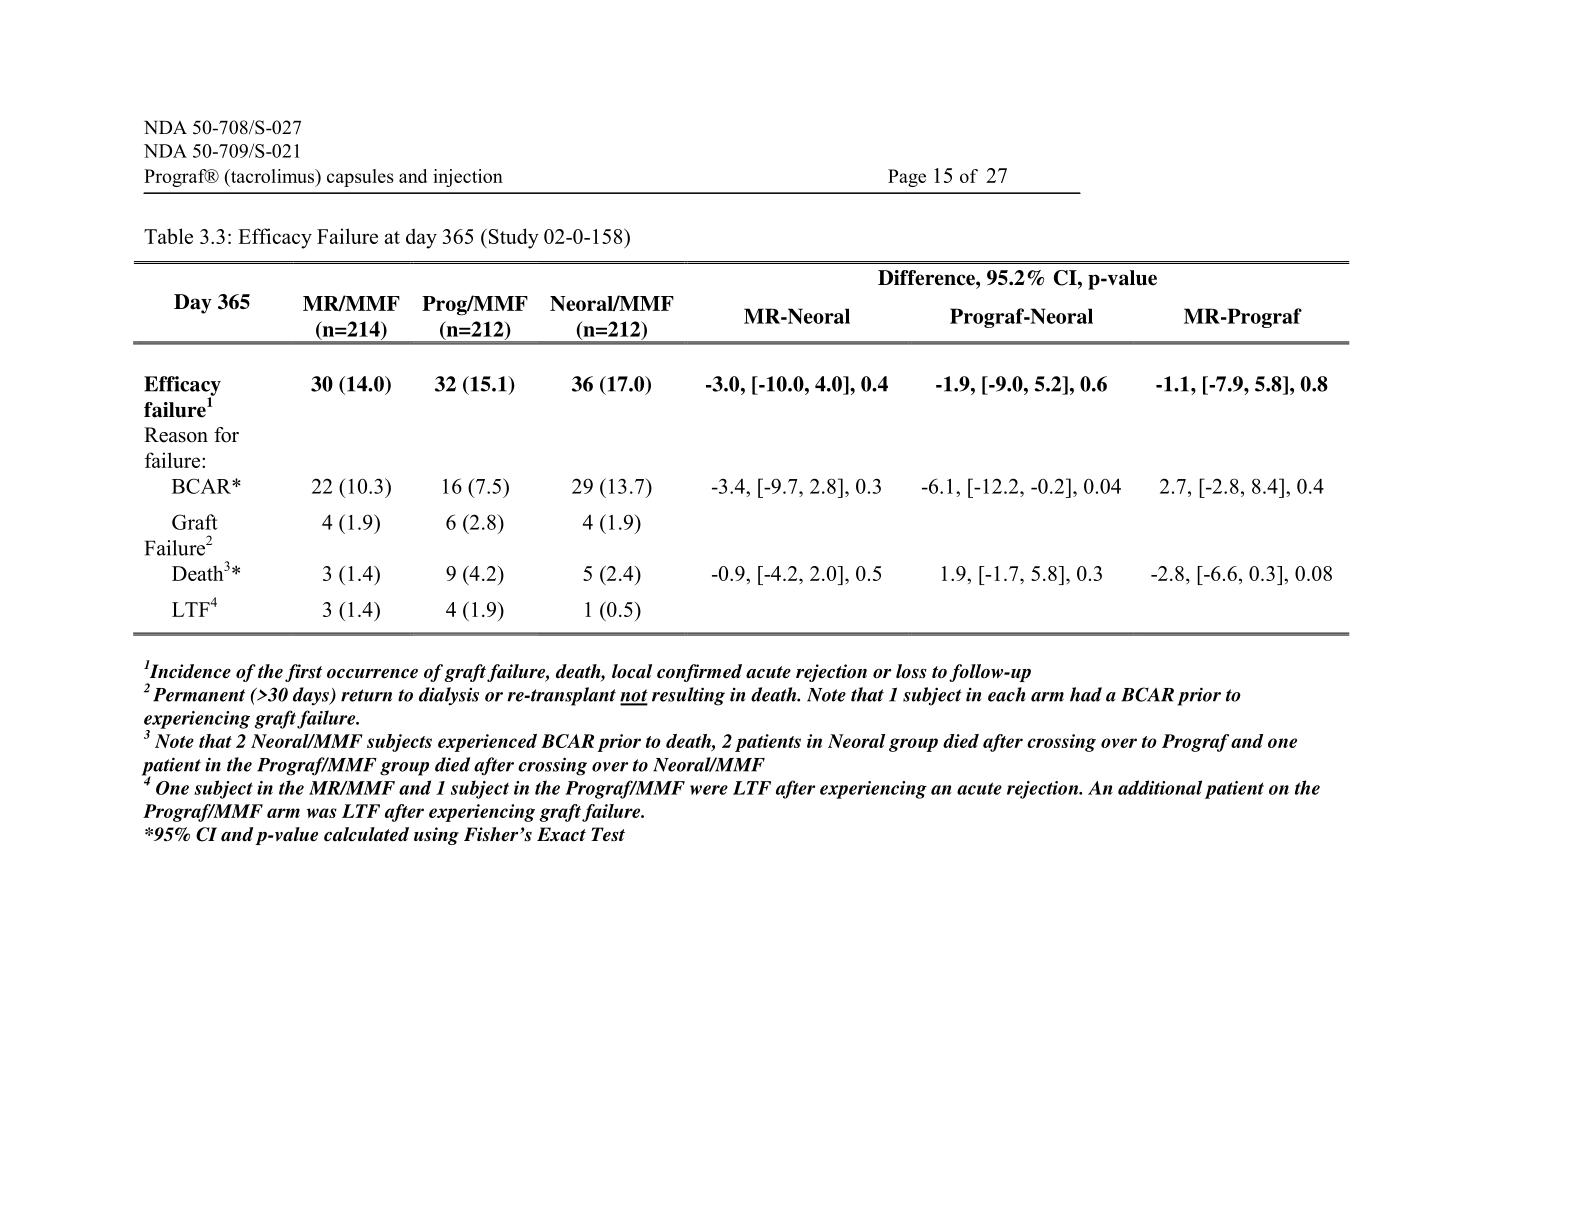 NDA 50-708/S-027
NDA 50-709/S-021
Prograf® (tacrolimus) capsules and injection Page 15 of 27
Table 3.3: Efficacy Failure at day 365 (Study 02-0-158)
Difference, 95.2% CI, p-value
Day 365 MR/MMF (n=214) Prog/MMF (n=212) Neoral/MMF (n=212) MR-Neoral Prograf-Neoral MR-Prograf
Efficacy 30 (14.0) 32 (15.1) 36 (17.0) -3.0, [-10.0, 4.0], 0.4 -1.9, [-9.0, 5.2], 0.6 -1.1, [-7.9, 5.8], 0.8
failure1
Reason for
failure:
BCAR* 22 (10.3) 16 (7.5) 29 (13.7) -3.4, [-9.7, 2.8], 0.3 -6.1, [-12.2, -0.2], 0.04 2.7, [-2.8, 8.4], 0.4
Graft 4 (1.9) 6 (2.8) 4 (1.9)
Failure2
Death3* 3 (1.4) 9 (4.2) 5 (2.4) -0.9, [-4.2, 2.0], 0.5 1.9, [-1.7, 5.8], 0.3 -2.8, [-6.6, 0.3], 0.08
LTF4 3 (1.4) 4 (1.9) 1 (0.5)
1Incidence of the first occurrence of graft failure, death, local confirmed acute rejection or loss to follow-up
2 Permanent (>30 days) return to dialysis or re-transplant not resulting in death. Note that 1 subject in each arm had a BCAR prior to
experiencing graft failure.
3 Note that 2 Neoral/MMF subjects experienced BCAR prior to death, 2 patients in Neoral group died after crossing over to Prograf and one
patient in the Prograf/MMF group died after crossing over to Neoral/MMF
4 One subject in the MR/MMF and 1 subject in the Prograf/MMF were LTF after experiencing an acute rejection. An additional patient on the
Prograf/MMF arm was LTF after experiencing graft failure.
*95% CI and p-value calculated using Fisher's Exact Test